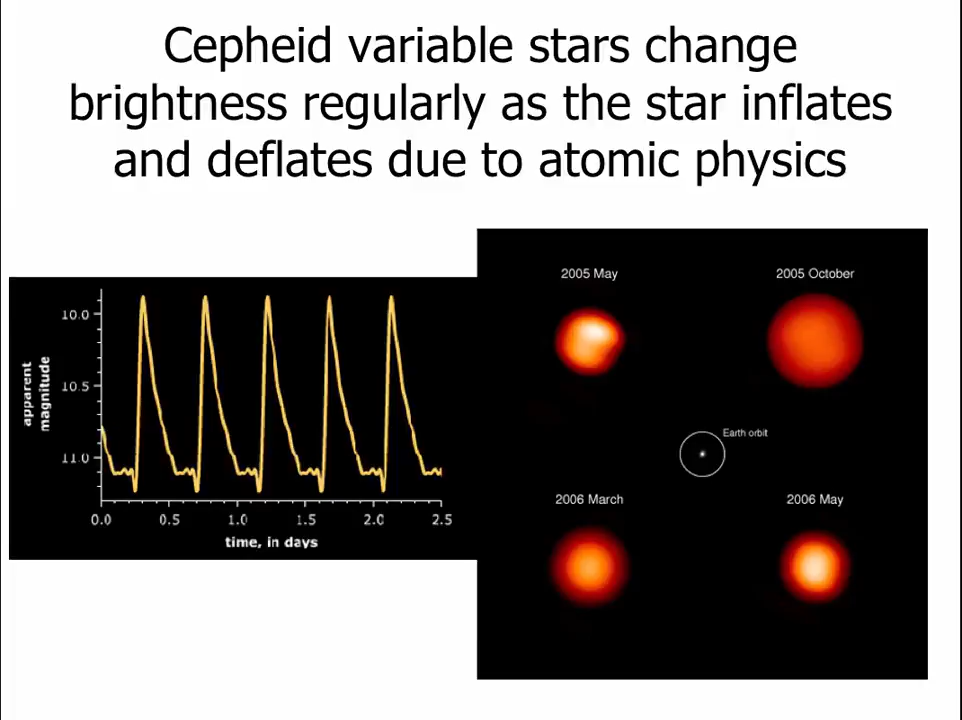 Cepheid variable stars change
brightness regularly as the star inflates
and deflates due to atomic physics
apparent
magnitude
10.0
10.5
11.0
0.0 0.5 1.0 1.5 2.0 2.5
time, in days
2005 May 2005 October
Earth orbit
2006 March 2006 May